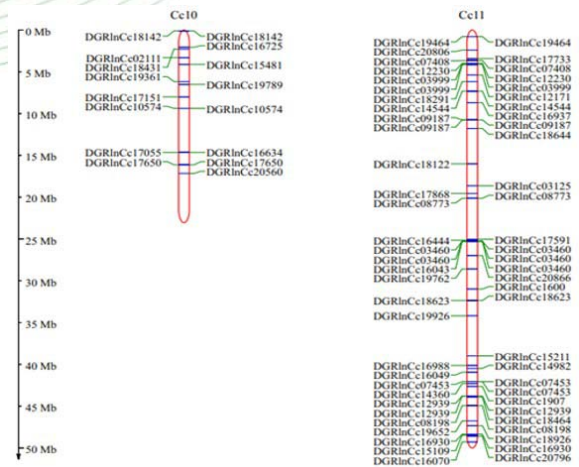 Cc10
Cc11
0 Mb
5 Mb
10 Mb
15 Mb
20 Mb
25 Mb
30 Mb
35 Mb
40 Mb
45 Mb
50 Mb
DGRlnCc18142
DGRlnCc02111
DGRlnCc18431
DGRlnCc19361
DGRlnCc17151
DGRlnCc10574
DGRlnCc17055
DGRlnCc17650
DGRlnCc18142
DGRlnCc16725
DGRlnCc15481
DGRlnCc19789
DGRlnCc10574
DGRlnCc16634
DGRlnCc17650
DGRlnCc20560
DGRlnCc19464
DGRlnCc20806
DGRlnCc07408
DGRlnCc12230
DGRlnCc03999
DGRlnCc03999
DGRlnCc18291
DGRlnCc14544
DGRlnCc09187
DGRlnCc09187
DGRlnCc18122
DGRlnCc17868
DGRlnCc08773
DGRlnCc16444
DGRlnCc03460
DGRlnCc03460
DGRlnCc16043
DGRlnCc19762
DGRlnCc18623
DGRlnCc19926
DGRlnCc16988
DGRlnCc16049
DGRlnCc07453
DGRlnCc14360
DGRlnCc12939
DGRlnCc12939
DGRlnCc08198
DGRlnCc19652
DGRlnCc16930
DGRlnCc15109
DGRlnCc16070
DGRlnCc19464
DGRlnCc17733
DGRlnCc07408
DGRlnCc12230
DGRlnCc03999
DGRlnCc12171
DGRlnCc14544
DGRlnCc16937
DGRlnCc09187
DGRlnCc18644
DGRlnCc03125
DGRlnCc08773
DGRlnCc17591
DGRlnCc03460
DGRlnCc03460
DGRlnCc03460
DGRlnCc20866
DGRlnCc1600
DGRlnCc18623
DGRlnCc15211
DGRlnCc14982
DGRlnCc07453
DGRlnCc07453
DGRlnCc1907
DGRlnCc12939
DGRlnCc18464
DGRlnCc08198
DGRlnCc18926
DGRlnCc16930
DGRlnCc20796